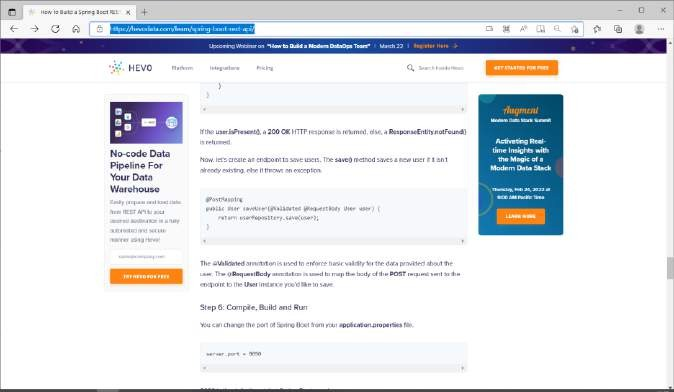 How to Build a Spring Boot REST
https://hevodata.com/learn/spring-boot-rest-api/
Upcoming Webinar on "How to Build a Modern DataOps Team" | March 22 | Register Here →
HEVO
Platform
Integrations
Pricing
Search Inside Hevo
GET STARTED FOR FREE
No-code Data
Pipeline For
Your Data
Warehouse
Easily prepare and load data
from REST API to your
desired destination in a fully
automated and secure
manner using Hevo!
TRY HEVO FOR FREE
}
}
If the user.isPresent(), a 200 OK HTTP response is returned, else, a ResponseEntity.notFound()
is returned.
Now, let's create an endpoint to save users. The save() method saves a new user if it isn't
already existing, else it throws an exception.
@PostMapping
public User saveUser(@Validated @RequestBody User user) {
return userRepository.save(user);
}
The @Validated annotation is used to enforce basic validity for the data provided about the
user. The @RequestBody annotation is used to map the body of the POST request sent to the
endpoint to the User instance you'd like to save.
Step 6: Compile, Build and Run
You can change the port of Spring Boot from your application.properties file.
server.port = 9090
Augment
Modern Data Stack Summit
Activating Real-
time Insights with
the Magic of a
Modern Data Stack
Thursday, Feb 24, 2022 at
9:00 AM Pacific Time
LEARN MORE